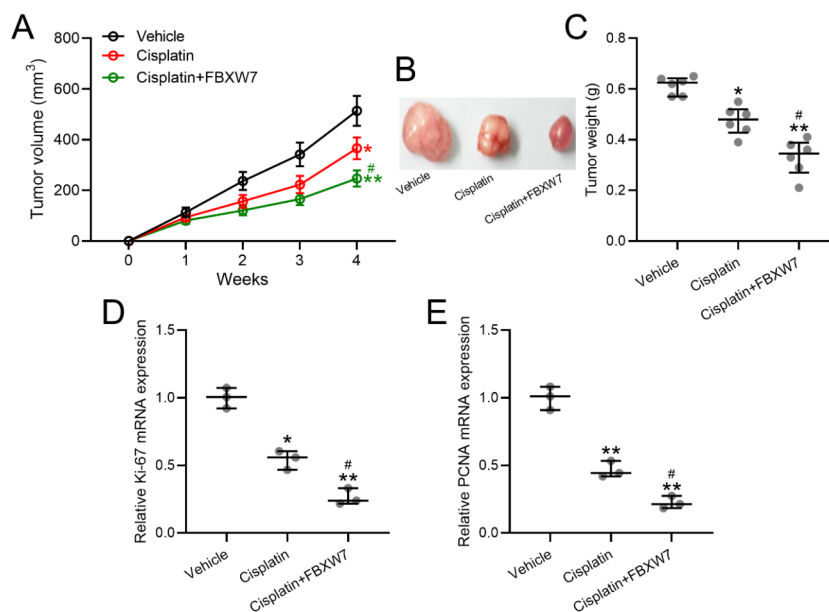 A
Tumor volume (mm³)
800
600
400
200
0
Vehicle
Cisplatin
Cisplatin+FBXW7
*
#
**
0 1 2 3 4
Weeks
B
Vehicle
Cisplatin
Cisplatin+FBXW7
C
Tumor weight (g)
0.8
0.6
0.4
0.2
0.0
*
#
**
Vehicle
Cisplatin
Cisplatin+FBXW7
D
Relative Ki-67 mRNA expression
1.5
1.0
0.5
0.0
*
#
**
Vehicle
Cisplatin
Cisplatin+FBXW7
E
Relative PCNA mRNA expression
1.5
1.0
0.5
0.0
**
#
**
Vehicle
Cisplatin
Cisplatin+FBXW7